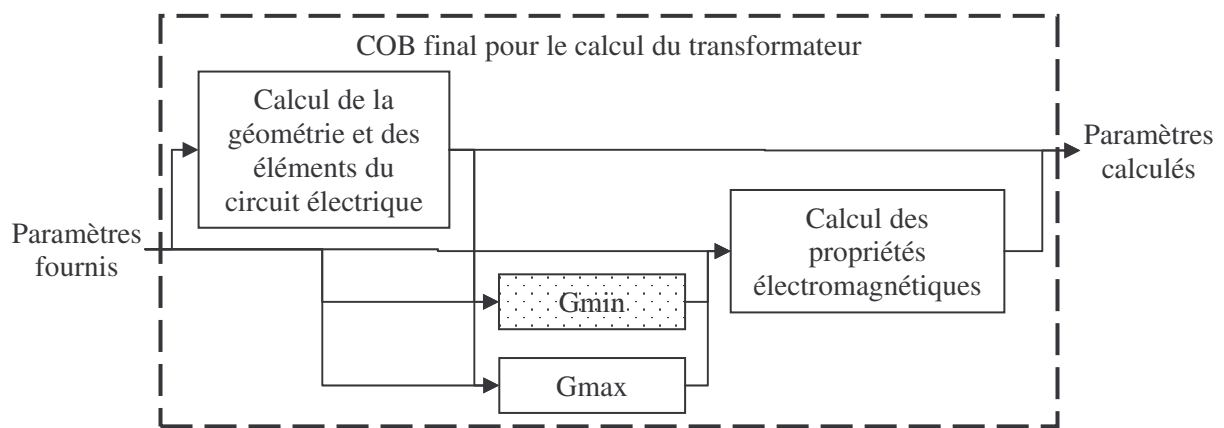 COB final pour le calcul du transformateur
Calcul de la
géométrie et des
éléments du
circuit électrique
Paramètres
calculés
Paramètres
fournis
Calcul des
propriétés
électromagnétiques
Gmin
Gmax